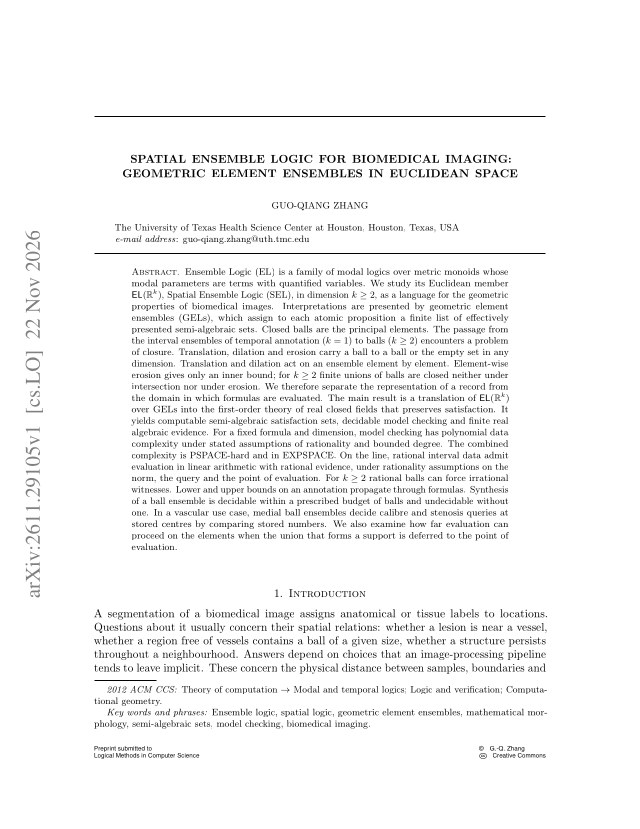 SPATIAL ENSEMBLE LOGIC FOR BIOMEDICAL IMAGING:
GEOMETRIC ELEMENT ENSEMBLES IN EUCLIDEAN SPACE
GUO-QIANG ZHANG
The University of Texas Health Science Center at Houston, Houston, Texas, USA
e-mail address: guo-qiang.zhang@uth.tmc.edu
ABSTRACT. Ensemble Logic (EL) is a family of modal logics over metric monoids whose
modal parameters are terms with quantified variables. We study its Euclidean member
EL(ℝᵏ), Spatial Ensemble Logic (SEL), in dimension k ≥ 2, as a language for the geometric
properties of biomedical images. Interpretations are presented by geometric element
ensembles (GELs), which assign to each atomic proposition a finite list of effectively
presented semi-algebraic sets. Closed balls are the principal elements. The passage from
the interval ensembles of temporal annotation (k = 1) to balls (k ≥ 2) encounters a problem
of closure. Translation, dilation and erosion carry a ball to a ball or the empty set in any
dimension. Translation and dilation act on an ensemble element by element. Element-wise
erosion gives only an inner bound; for k ≥ 2 finite unions of balls are closed neither under
intersection nor under erosion. We therefore separate the representation of a record from
the domain in which formulas are evaluated. The main result is a translation of EL(ℝᵏ)
over GELs into the first-order theory of real closed fields that preserves satisfaction. It
yields computable semi-algebraic satisfaction sets, decidable model checking and finite real
algebraic evidence. For a fixed formula and dimension, model checking has polynomial data
complexity under stated assumptions of rationality and bounded degree. The combined
complexity is PSPACE-hard and in EXPSPACE. On the line, rational interval data admit
evaluation in linear arithmetic with rational evidence, under rationality assumptions on the
norm, the query and the point of evaluation. For k ≥ 2 rational balls can force irrational
witnesses. Lower and upper bounds on an annotation propagate through formulas. Synthesis
of a ball ensemble is decidable within a prescribed budget of balls and undecidable without
one. In a vascular use case, medial ball ensembles decide calibre and stenosis queries at
stored centres by comparing stored numbers. We also examine how far evaluation can
proceed on the elements when the union that forms a support is deferred to the point of
evaluation.
1. INTRODUCTION
A segmentation of a biomedical image assigns anatomical or tissue labels to locations.
Questions about it usually concern their spatial relations: whether a lesion is near a vessel,
whether a region free of vessels contains a ball of a given size, whether a structure persists
throughout a neighbourhood. Answers depend on choices that an image-processing pipeline
tends to leave implicit. These concern the physical distance between samples, boundaries and
2012 ACM CCS: Theory of computation → Modal and temporal logics; Logic and verification; Computa-
tional geometry.
Key words and phrases: Ensemble logic, spatial logic, geometric element ensembles, mathematical mor-
phology, semi-algebraic sets, model checking, biomedical imaging.
Preprint submitted to
Logical Methods in Computer Science
© G.-Q. Zhang
Creative Commons
arXiv:2611.29105v1 [cs.LO] 22 Nov 2026